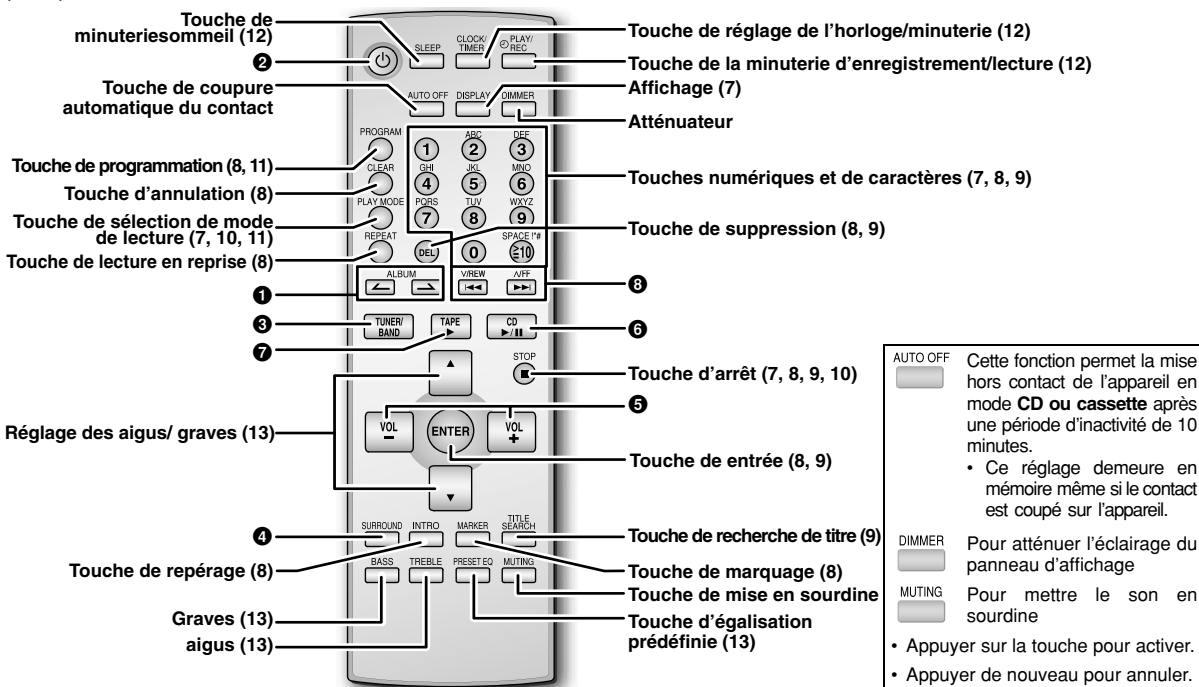 Touche de
minuteriesommeil (12)
❷
Touche de coupure
automatique du contact
Touche de programmation (8, 11)
Touche d'annulation (8)
Touche de sélection de mode
de lecture (7, 10, 11)
Touche de lecture en reprise (8)
❶
❸
❼
Réglage des aigus/ graves (13)
❹
Touche de repérage (8)
Graves (13)
aigus (13)
SLEEP
CLOCK/
TIMER
PLAY/
REC
AUTO OFF DISPLAY DIMMER
PROGRAM
ABC DEF
1 2 3
CLEAR
GHI JKL MNO
4 5 6
PLAY MODE
PQRS TUV WXYZ
7 8 9
REPEAT
SPACE !"#
DEL 0 ≧10
ALBUM
∨/REW ∧/FF
TUNER/
BAND
TAPE
CD
STOP
VOL
−
ENTER
VOL
+
SURROUND INTRO MARKER TITLE
SEARCH
BASS TREBLE PRESET EQ MUTING
Touche de réglage de l'horloge/minuterie (12)
Touche de la minuterie d'enregistrement/lecture (12)
Affichage (7)
Atténuateur
Touches numériques et de caractères (7, 8, 9)
Touche de suppression (8, 9)
❽
❻
Touche d'arrêt (7, 8, 9, 10)
❺
Touche de entrée (8, 9)
Touche de recherche de titre (9)
Touche de marquage (8)
Touche de mise en sourdine
Touche d'égalisation
prédéfinie (13)
AUTO OFF Cette fonction permet la mise
hors contact de l'appareil en
mode CD ou cassette après
une période d'inactivité de 10
minutes.
• Ce réglage demeure en
mémoire même si le contact
est coupé sur l'appareil.
DIMMER Pour atténuer l'éclairage du
panneau d'affichage
MUTING Pour mettre le son en
sourdine
• Appuyer sur la touche pour activer.
• Appuyer de nouveau pour annuler.